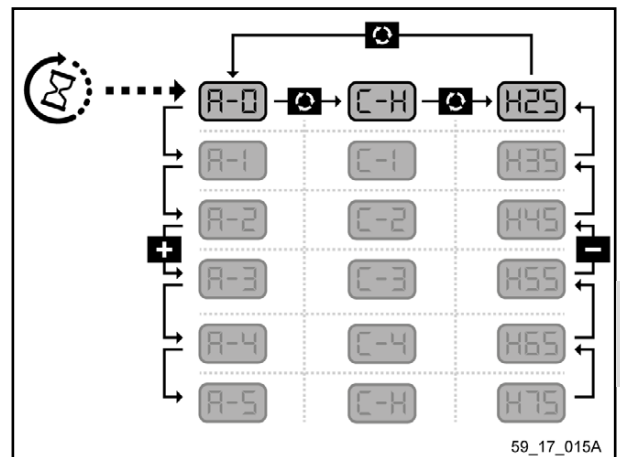 A-0 C-H H25
A-1 C-1 H35
A-2 C-2 H45
+ -
A-3 C-3 H55
A-4 C-4 H65
A-5 C-H H75
59_17_015A